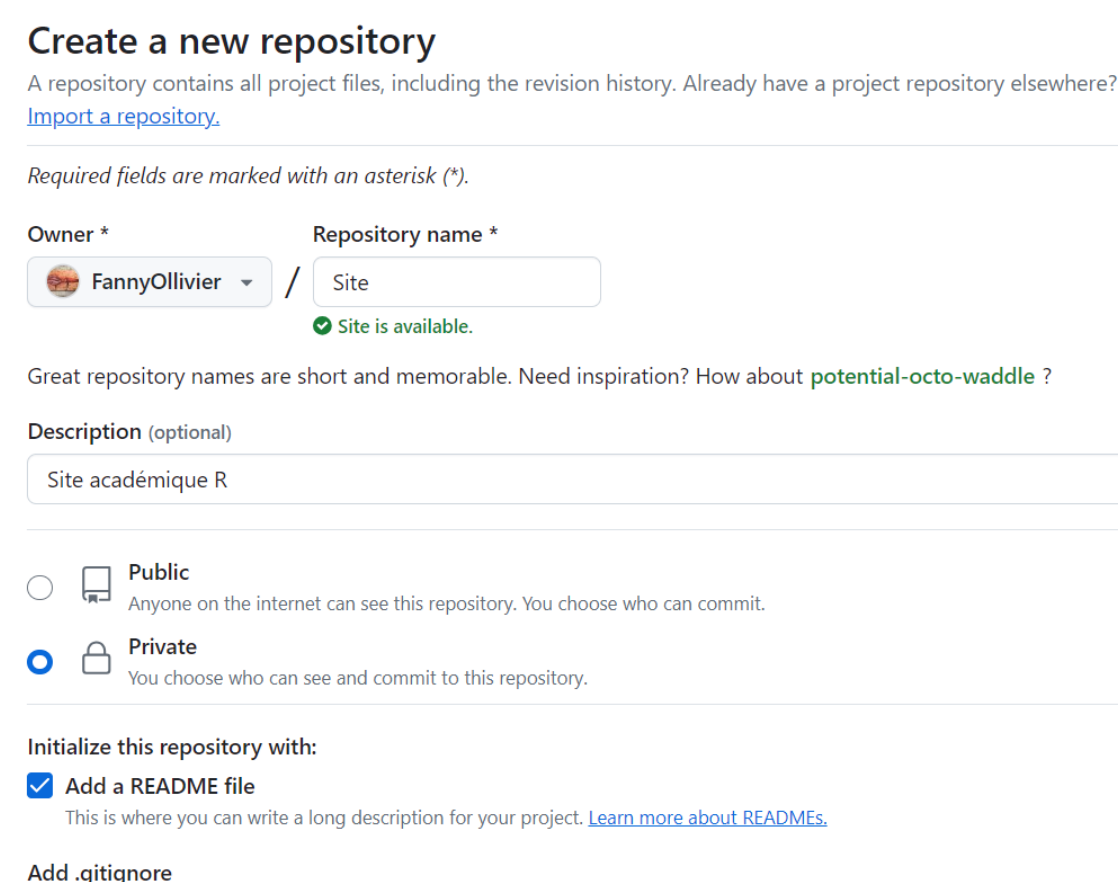 Create a new repository
A repository contains all project files, including the revision history. Already have a project repository elsewhere?
Import a repository.
Required fields are marked with an asterisk (*).
Owner * Repository name *
FannyOllivier / Site
Site is available.
Great repository names are short and memorable. Need inspiration? How about potential-octo-waddle ?
Description (optional)
Site académique R
Public
Anyone on the internet can see this repository. You choose who can commit.
Private
You choose who can see and commit to this repository.
Initialize this repository with:
Add a README file
This is where you can write a long description for your project. Learn more about READMEs.
Add .gitignore